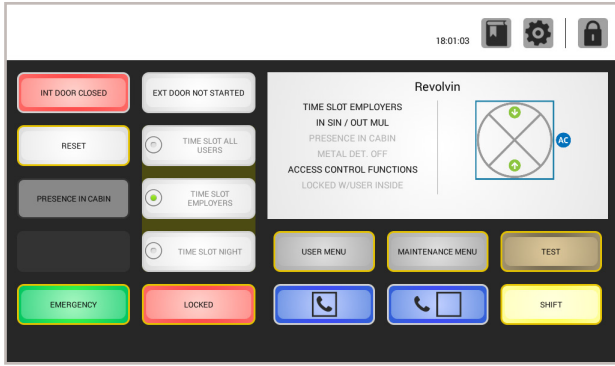 18:01:03
INT DOOR CLOSED
EXT DOOR NOT STARTED
RESET
TIME SLOT ALL
USERS
PRESENCE IN CABIN
TIME SLOT
EMPLOYERS
TIME SLOT NIGHT
EMERGENCY
LOCKED
Revolvin
TIME SLOT EMPLOYERS
IN SIN / OUT MUL
PRESENCE IN CABIN
METAL DET. OFF
ACCESS CONTROL FUNCTIONS
LOCKED W/USER INSIDE
AC
USER MENU
MAINTENANCE MENU
TEST
SHIFT